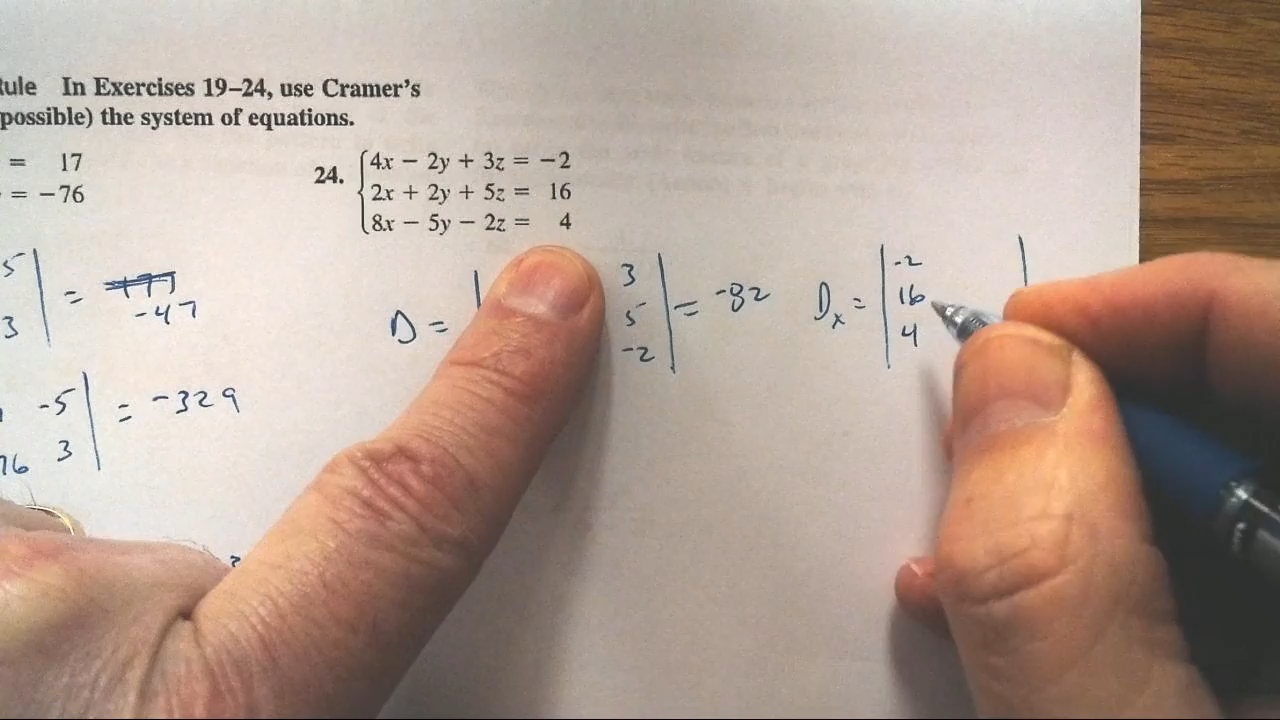 Rule In Exercises 19–24, use Cramer's
possible) the system of equations.
= 17
= −76
24. 4x − 2y + 3z = −2
2x + 2y + 5z = 16
8x − 5y − 2z = 4
5
3
= -47
-5
76 3
= -329
D =
3
5
-2
= -82
Dx =
-2
16
4